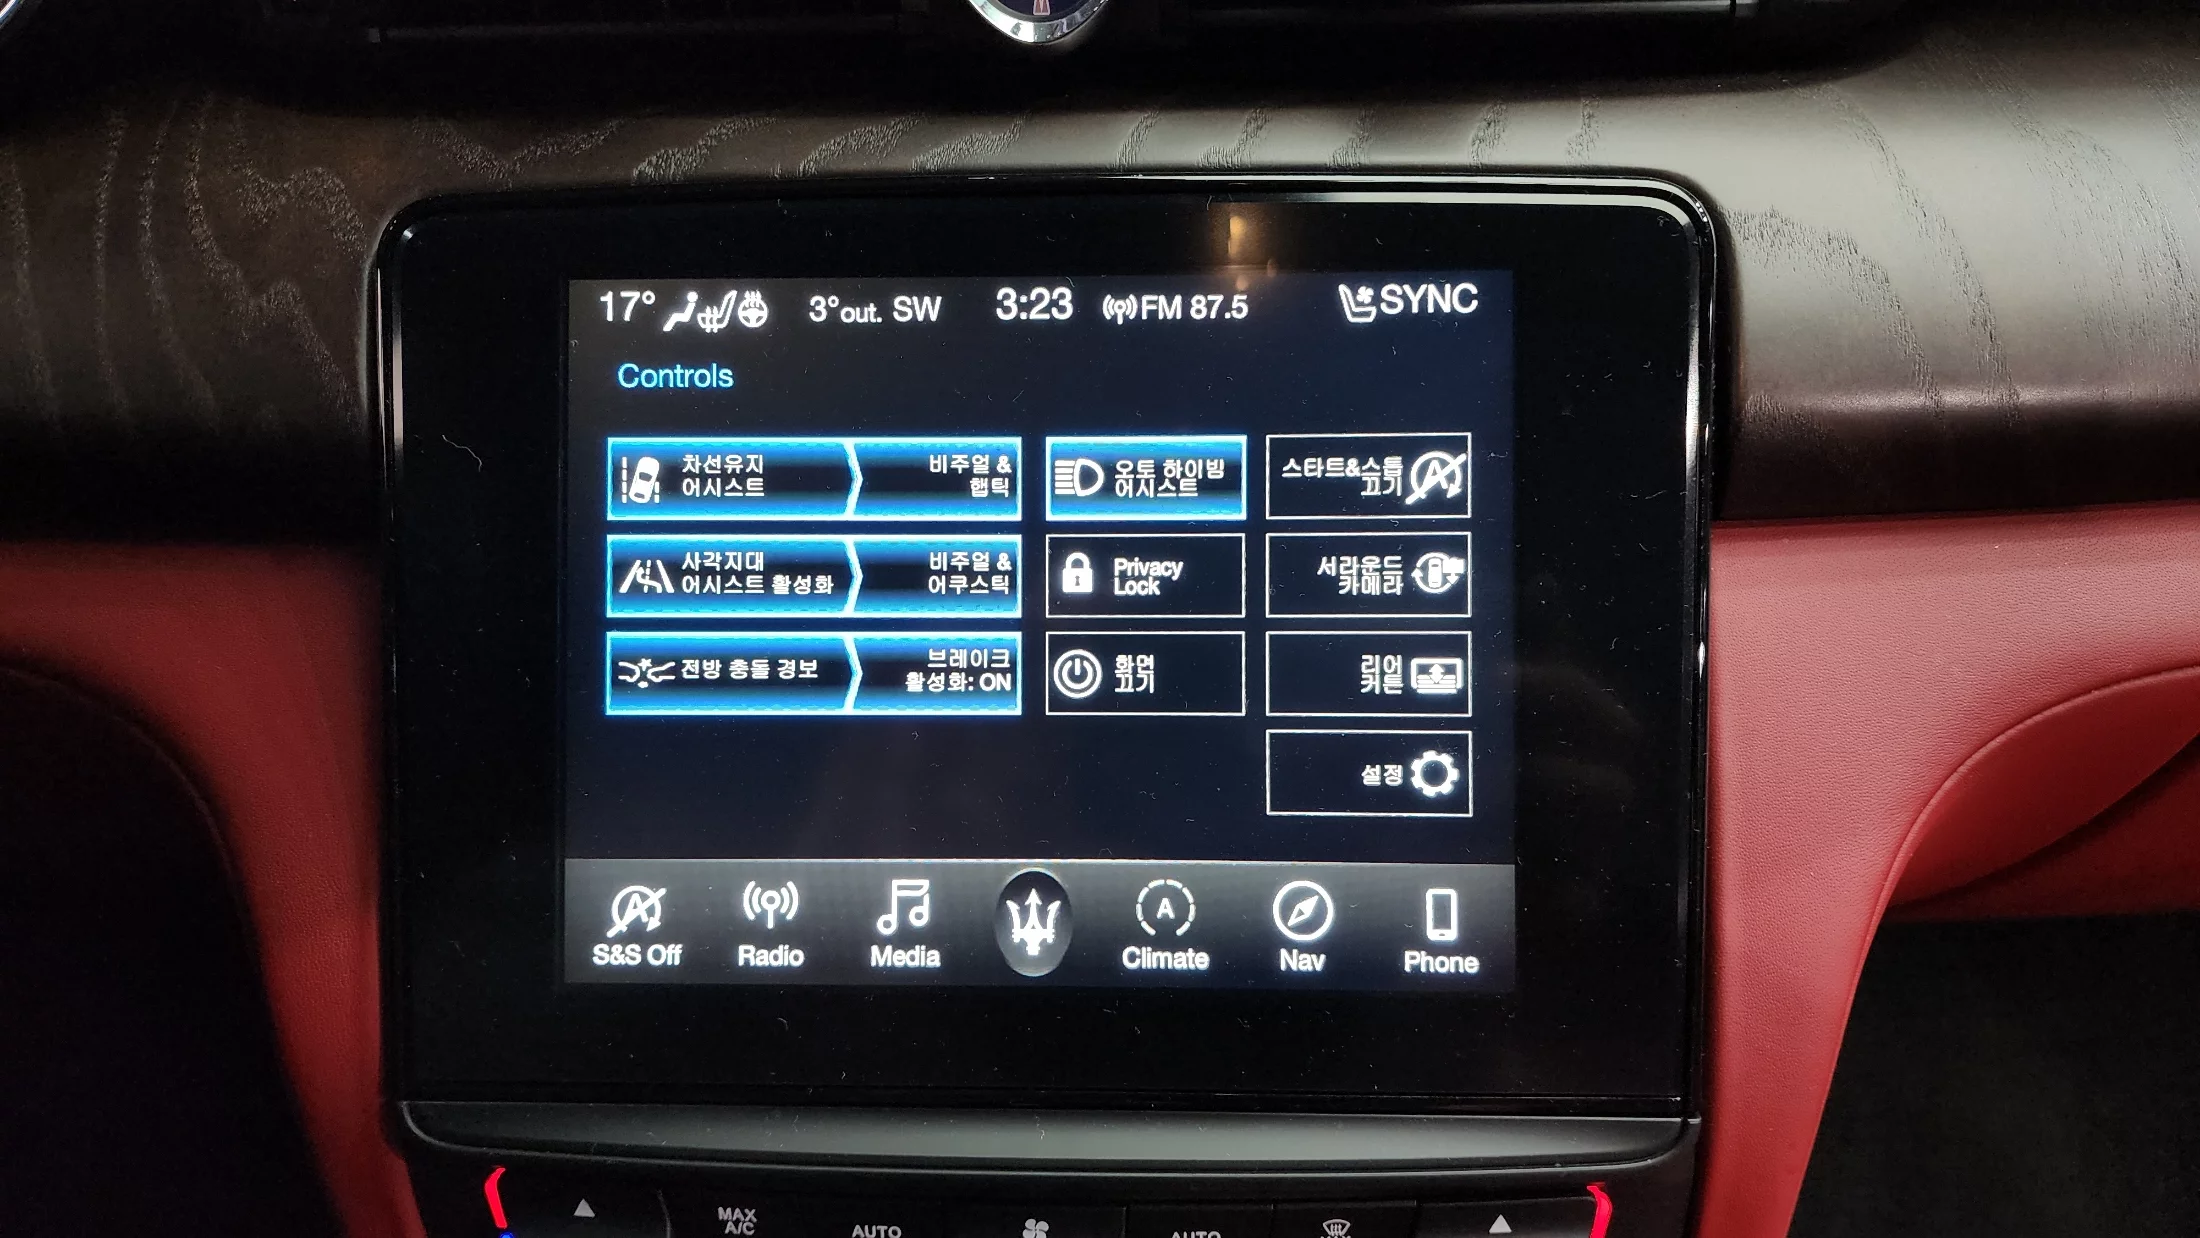 17° 3°out. SW 3:23 FM 87.5 SYNC
Controls
차선유지
어시스트
비주얼 &
햅틱
오토 하이빔
어시스트
스타트&스톱
끄기
사각지대
어시스트 활성화
비주얼 &
어쿠스틱
Privacy
Lock
서라운드
카메라
전방 충돌 경보
브레이크
활성화: ON
화면
끄기
리어
커튼
설정
S&S Off
Radio
Media
A
Climate
Nav
Phone
MAX
A/C
AUTO
AUTO